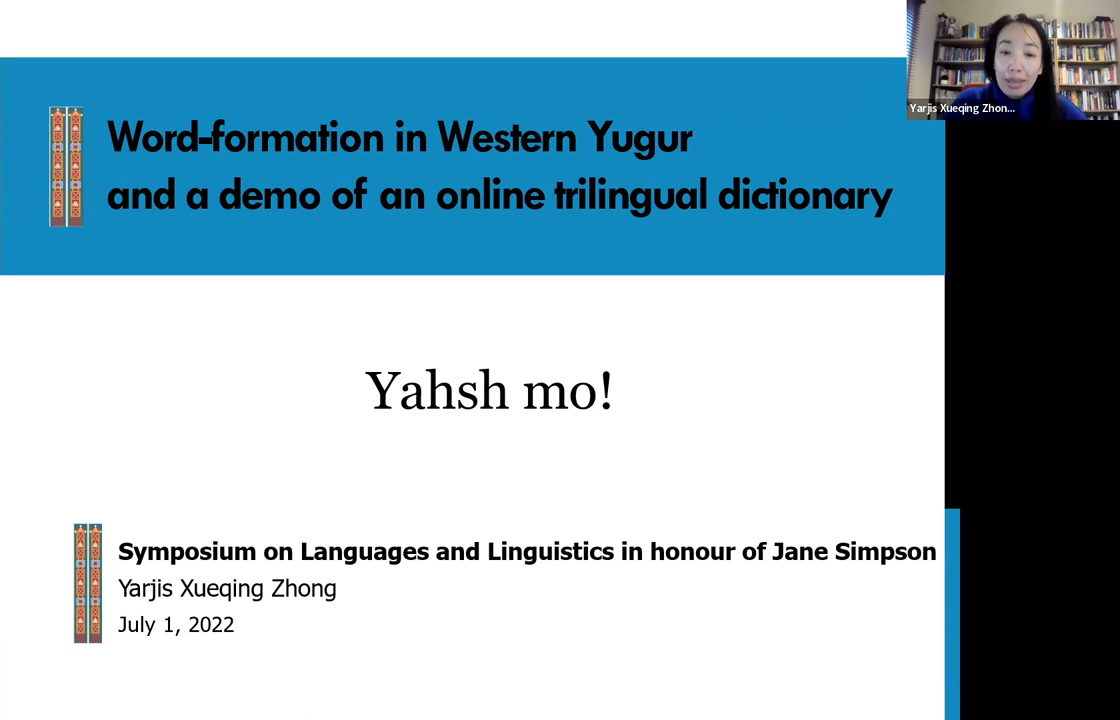 Yarjis Xueqing Zhon...
Word-formation in Western Yugur
and a demo of an online trilingual dictionary
Yahsh mo!
Symposium on Languages and Linguistics in honour of Jane Simpson
Yarjis Xueqing Zhong
July 1, 2022